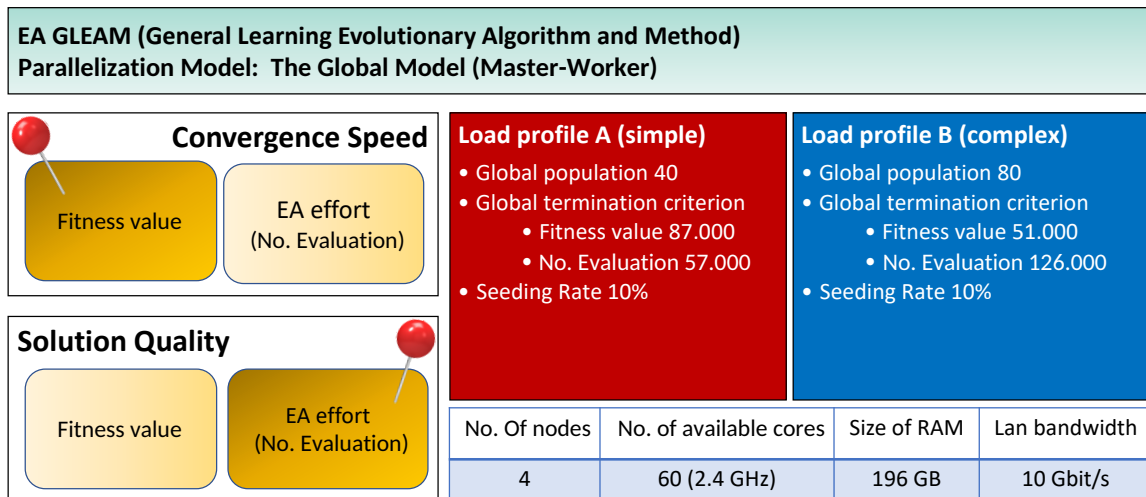 EA GLEAM (General Learning Evolutionary Algorithm and Method)
Parallelization Model:  The Global Model (Master-Worker)
Convergence Speed
Fitness value
EA effort
(No. Evaluation)
Solution Quality
Fitness value
EA effort
(No. Evaluation)
Load profile A (simple)
• Global population 40
• Global termination criterion
• Fitness value 87.000
• No. Evaluation 57.000
• Seeding Rate 10%
Load profile B (complex)
• Global population 80
• Global termination criterion
• Fitness value 51.000
• No. Evaluation 126.000
• Seeding Rate 10%
No. Of nodes No. of available cores Size of RAM Lan bandwidth
4 60 (2.4 GHz) 196 GB 10 Gbit/s